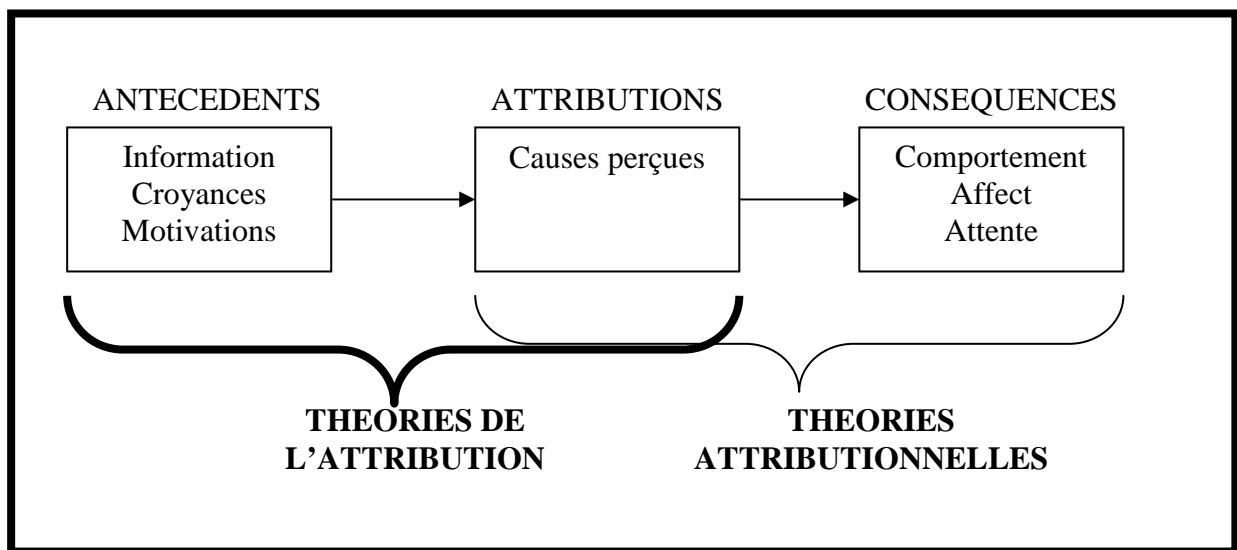 ANTECEDENTS
Information
Croyances
Motivations
ATTRIBUTIONS
Causes perçues
CONSEQUENCES
Comportement
Affect
Attente
THEORIES DE
L’ATTRIBUTION
THEORIES
ATTRIBUTIONNELLES